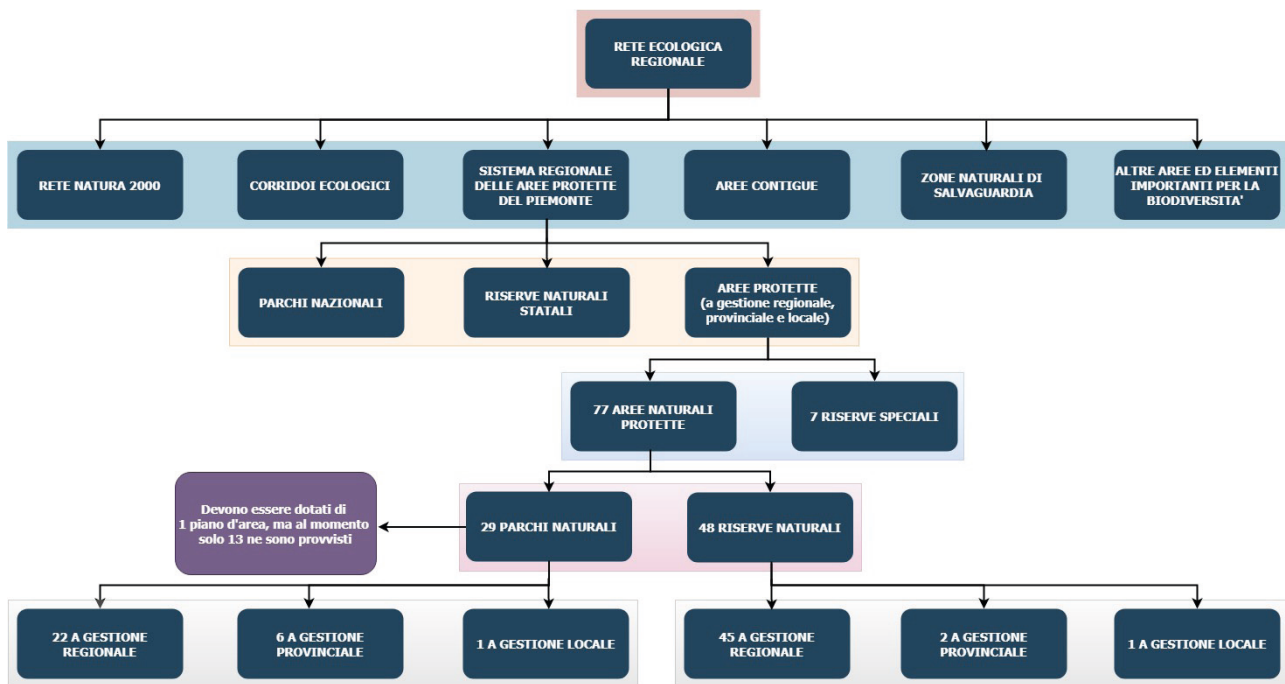 RETE ECOLOGICA
REGIONALE
RETE NATURA 2000
CORRIDOI ECOLOGICI
SISTEMA REGIONALE
DELLE AREE PROTETTE
DEL PIEMONTE
AREE CONTIGUE
ZONE NATURALI DI
SALVAGUARDIA
ALTRE AREE ED ELEMENTI
IMPORTANTI PER LA
BIODIVERSITA'
PARCHI NAZIONALI
RISERVE NATURALI
STATALI
AREE PROTETTE
(a gestione regionale,
provinciale e locale)
77 AREE NATURALI
PROTETTE
7 RISERVE SPECIALI
Devono essere dotati di
1 piano d'area, ma al momento
solo 13 ne sono provvisti
29 PARCHI NATURALI
48 RISERVE NATURALI
22 A GESTIONE
REGIONALE
6 A GESTIONE
PROVINCIALE
1 A GESTIONE LOCALE
45 A GESTIONE
REGIONALE
2 A GESTIONE
PROVINCIALE
1 A GESTIONE LOCALE